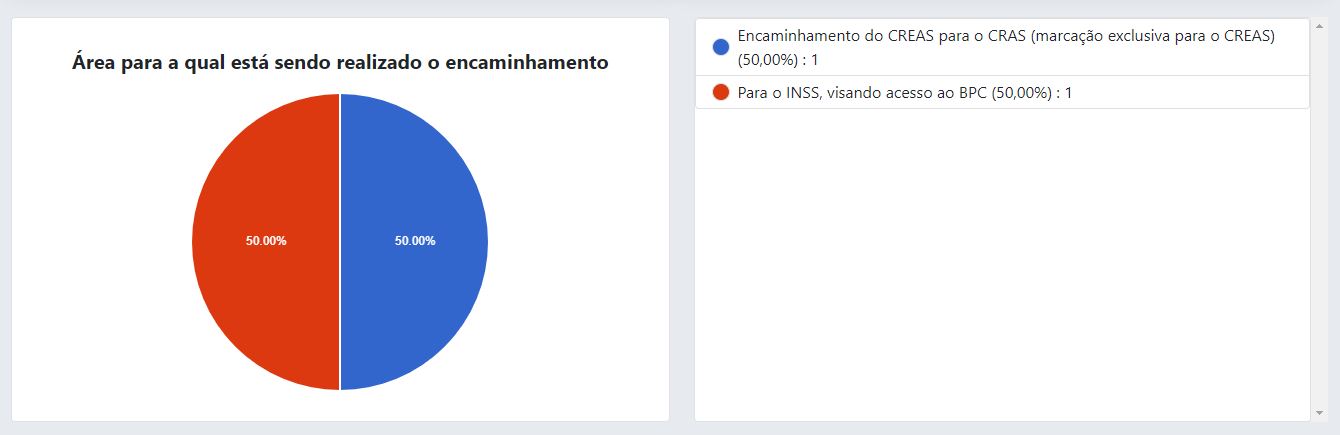 Área para a qual está sendo realizado o encaminhamento
50.00%
50.00%
Encaminhamento do CREAS para o CRAS (marcação exclusiva para o CREAS)
(50,00%) : 1
Para o INSS, visando acesso ao BPC (50,00%) : 1